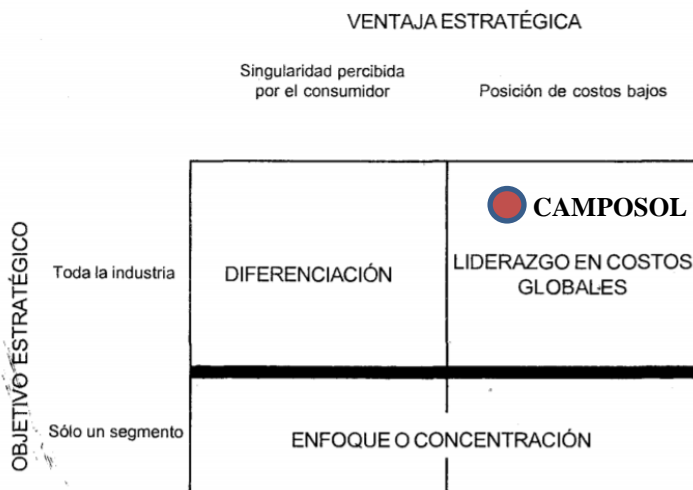 VENTAJA ESTRATÉGICA
Singularidad percibida
por el consumidor
Posición de costos bajos
CAMPOSOL
OBJETIVO ESTRATÉGICO
Toda la industria
DIFERENCIACIÓN
LIDERAZGO EN COSTOS
GLOBALES
Sólo un segmento
ENFOQUE O CONCENTRACIÓN